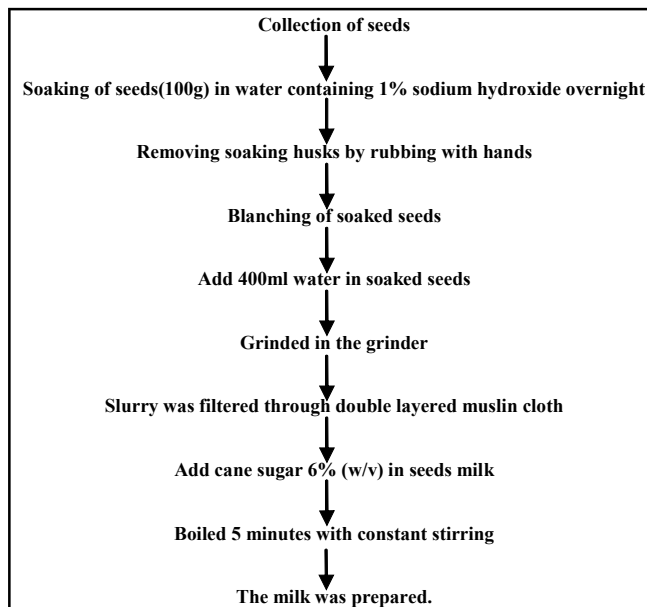 Collection of seeds
Soaking of seeds(100g) in water containing 1% sodium hydroxide overnight
Removing soaking husks by rubbing with hands
Blanching of soaked seeds
Add 400ml water in soaked seeds
Grinded in the grinder
Slurry was filtered through double layered muslin cloth
Add cane sugar 6% (w/v) in seeds milk
Boiled 5 minutes with constant stirring
The milk was prepared.